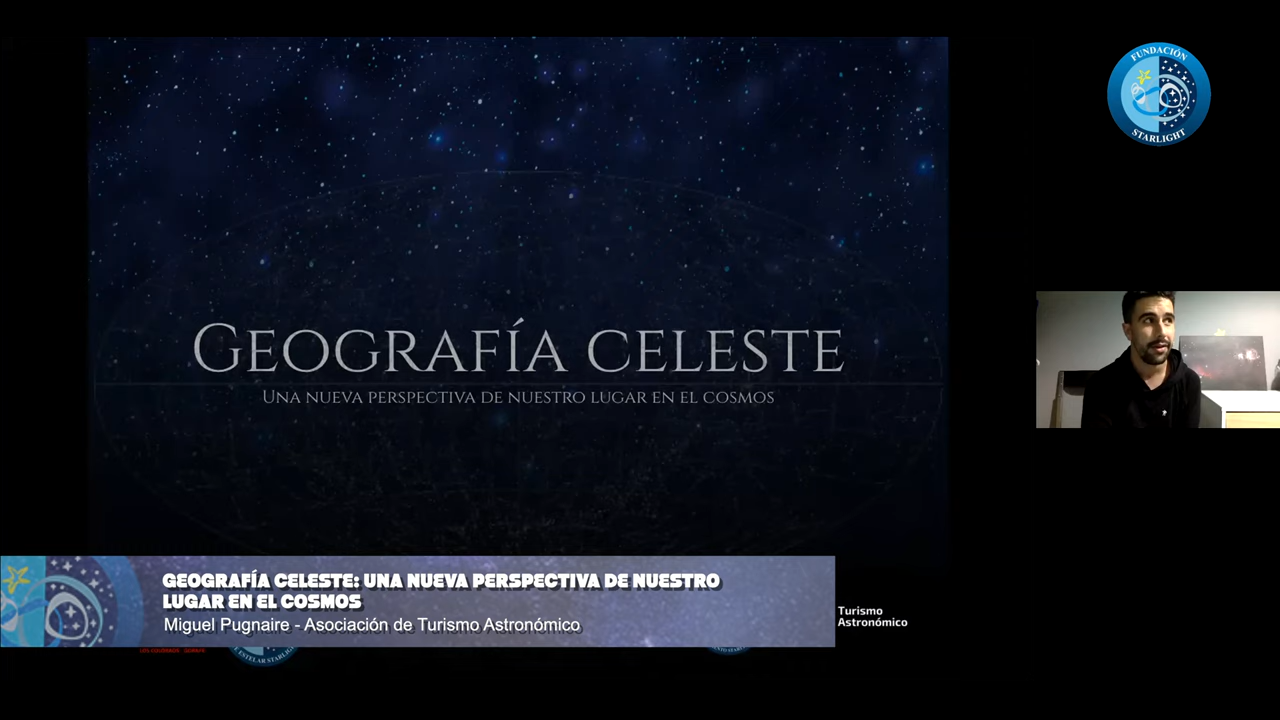 FUNDACIÓN
STARLIGHT
GEOGRAFÍA CELESTE
UNA NUEVA PERSPECTIVA DE NUESTRO LUGAR EN EL COSMOS
GEOGRAFÍA CELESTE: UNA NUEVA PERSPECTIVA DE NUESTRO
LUGAR EN EL COSMOS
Miguel Pugnaire - Asociación de Turismo Astronómico
Turismo
Astronómico